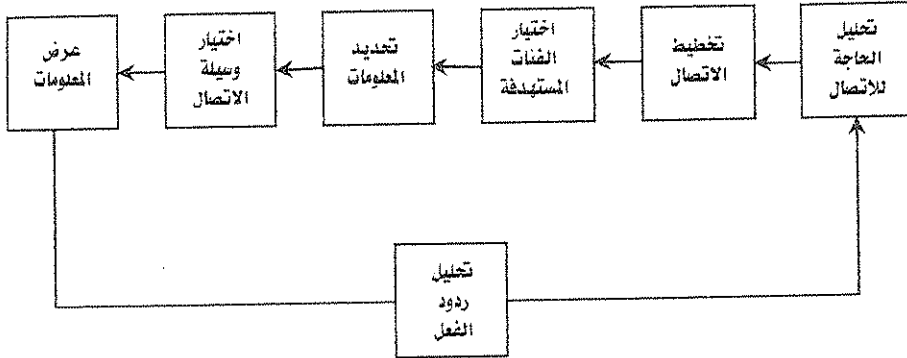 تحليل
الحاجة
للاتصال
تخطيط
الاتصال
اختيار
الفئات
المستهدفة
تحديد
المعلومات
اختيار
وسيلة
الاتصال
عرض
المعلومات
تحليل
ردود
الفعل